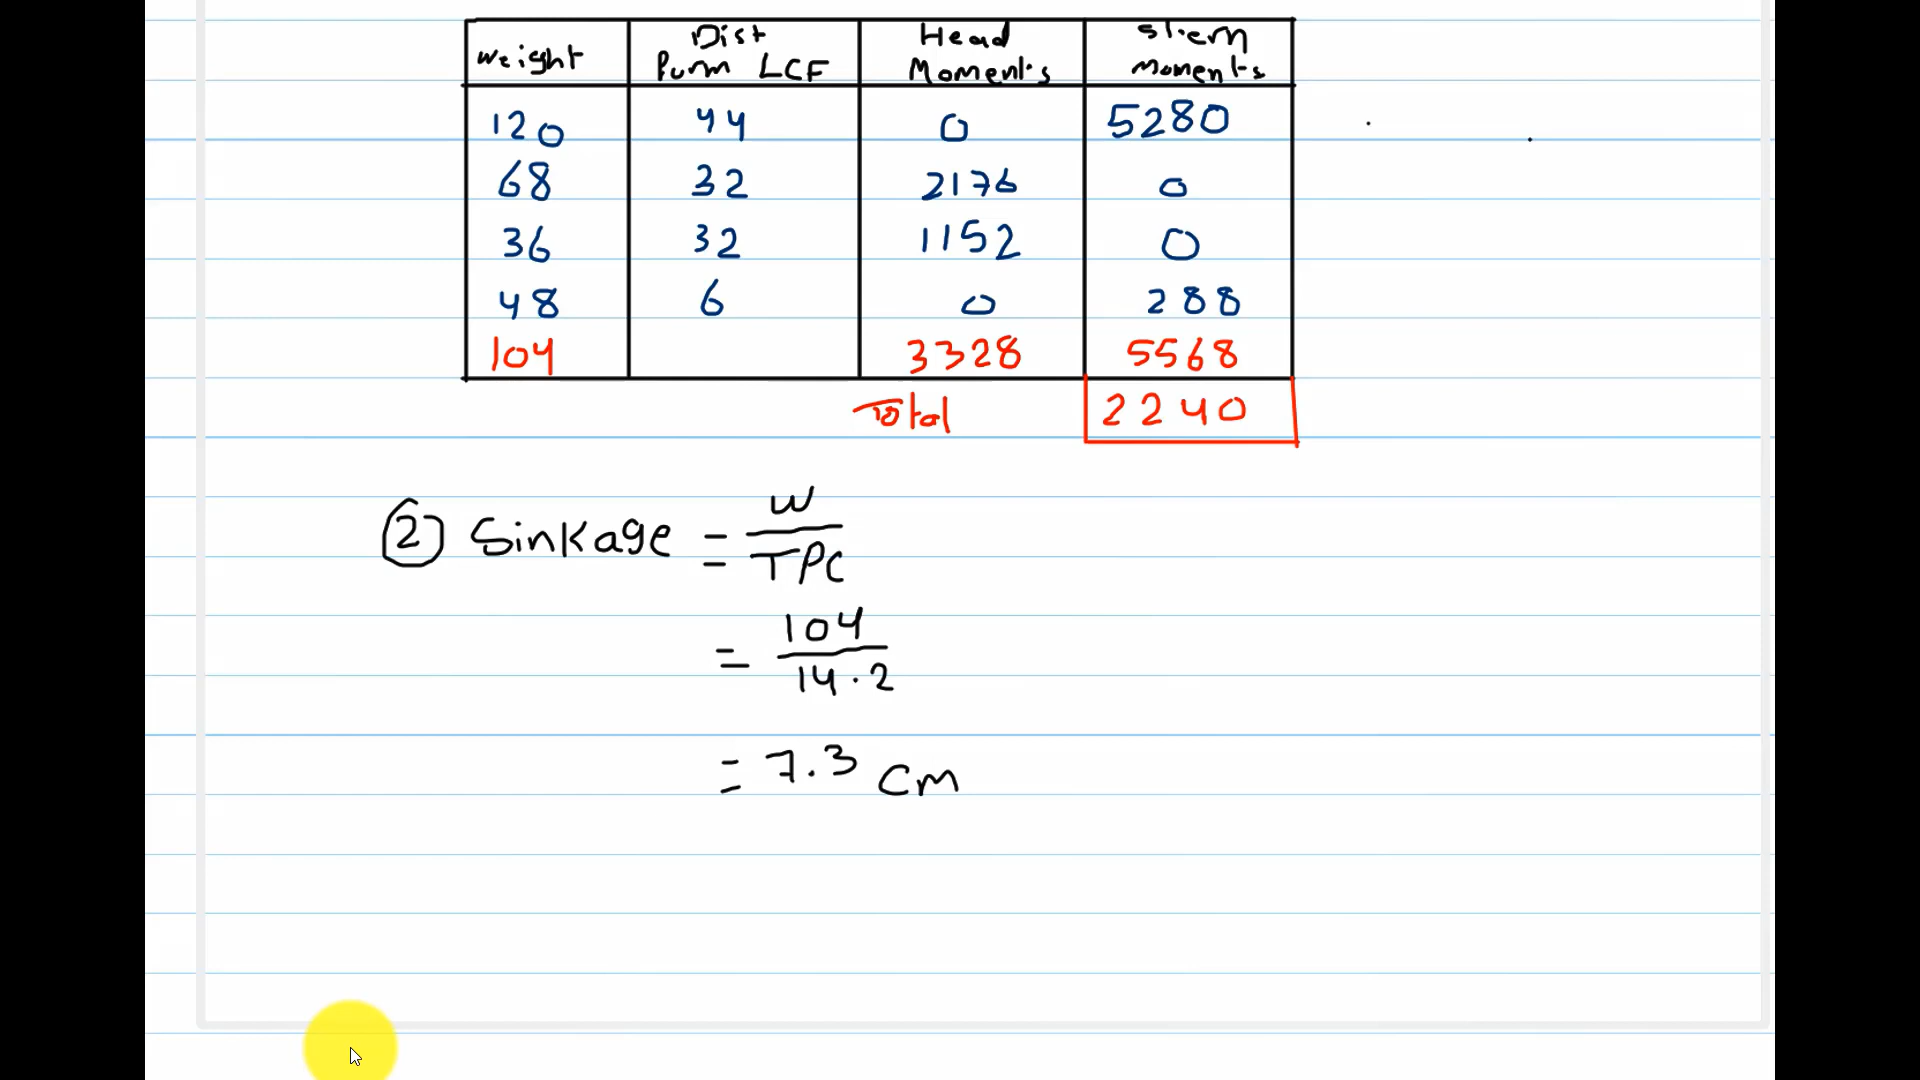 Weight Dist from LCF Head Moments Stern Moments
120 44 0 5280
68 32 2176 0
36 32 1152 0
48 6 0 288
104 3328 5568
Total 2240
② Sinkage = W / TPC
= 104 / 14.2
= 7.3 cm